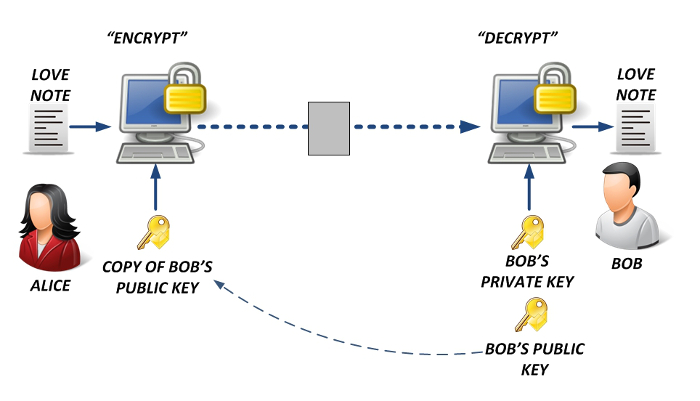 “ENCRYPT”
“DECRYPT”
LOVE
NOTE
LOVE
NOTE
ALICE
COPY OF BOB’S
PUBLIC KEY
BOB’S
PRIVATE KEY
BOB
BOB’S PUBLIC
KEY